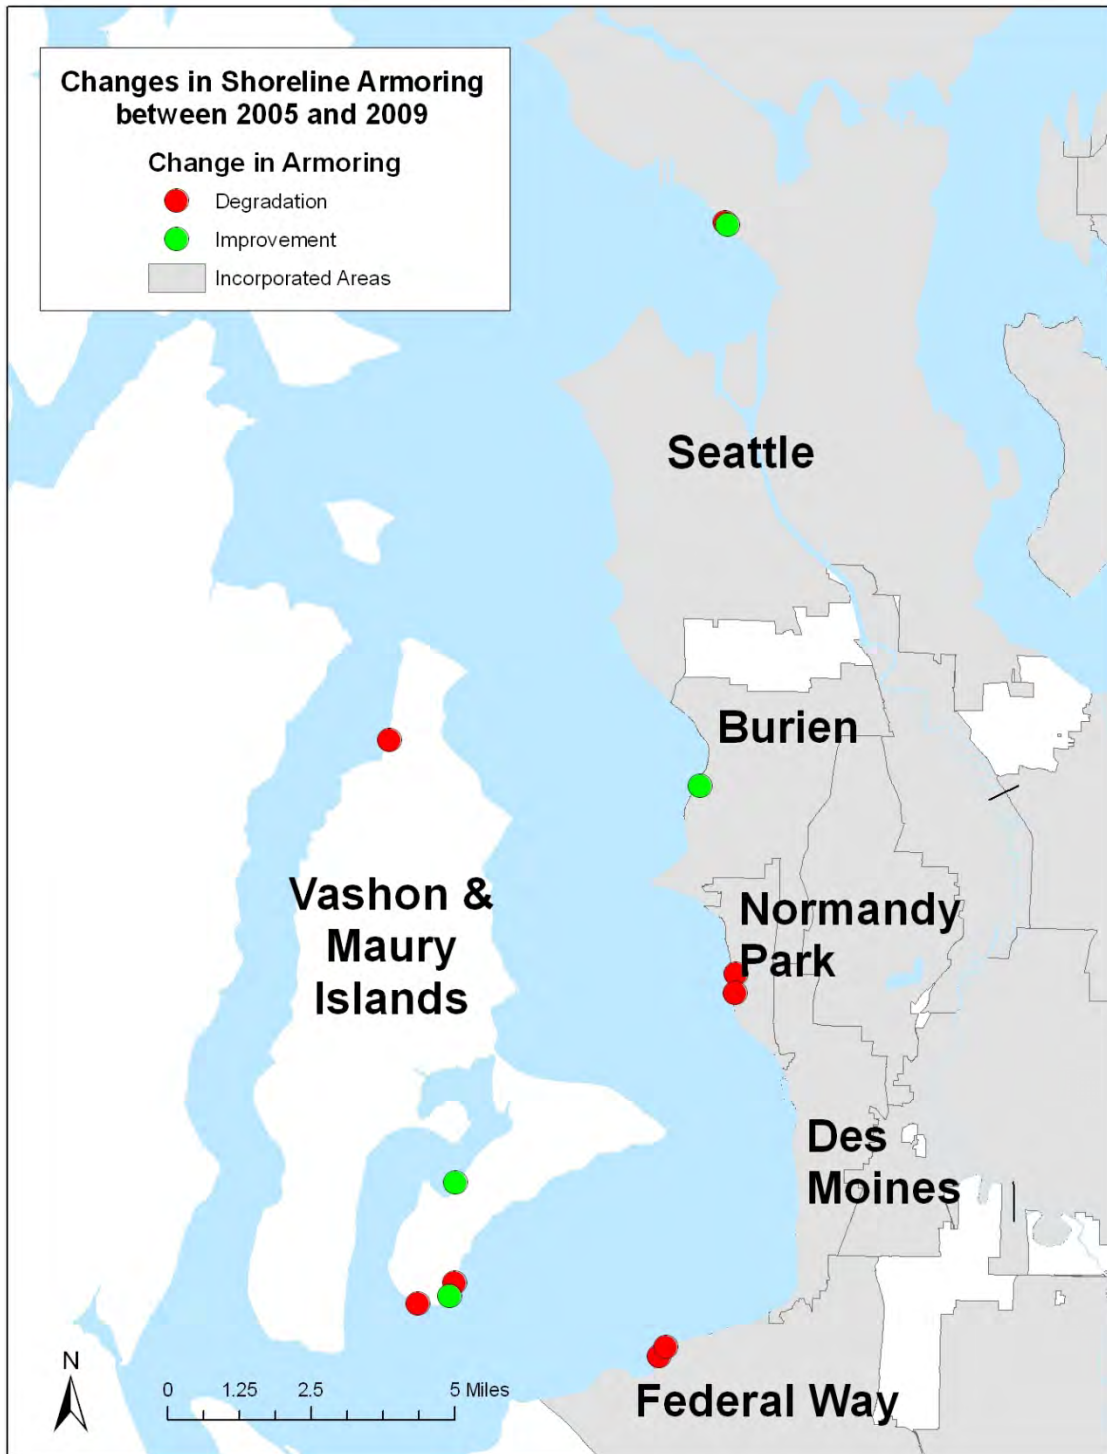 Changes in Shoreline Armoring
between 2005 and 2009
Change in Armoring
Degradation
Improvement
Incorporated Areas
Seattle
Burien
Vashon &
Maury
Islands
Normandy
Park
Des
Moines
Federal Way
N
0 1.25 2.5 5 Miles